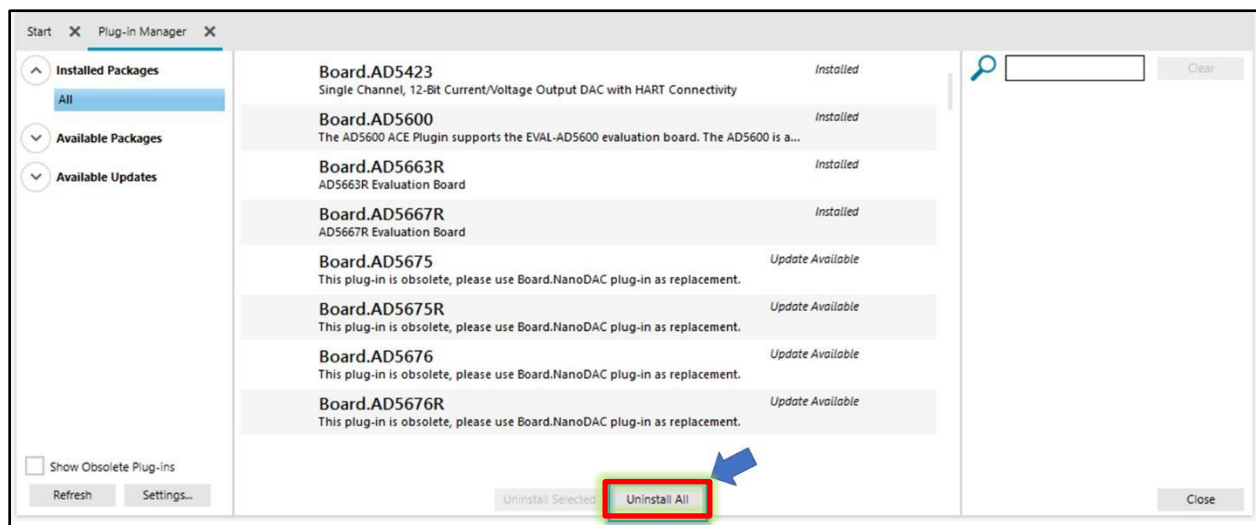 Start
Plug-in Manager
Installed Packages
All
Available Packages
Available Updates
Show Obsolete Plug-ins
Refresh
Settings...
Board.AD5423
Installed
Single Channel, 12-Bit Current/Voltage Output DAC with HART Connectivity
Board.AD5600
Installed
The AD5600 ACE Plugin supports the EVAL-AD5600 evaluation board. The AD5600 is a...
Board.AD5663R
Installed
AD5663R Evaluation Board
Board.AD5667R
Installed
AD5667R Evaluation Board
Board.AD5675
Update Available
This plug-in is obsolete, please use Board.NanoDAC plug-in as replacement.
Board.AD5675R
Update Available
This plug-in is obsolete, please use Board.NanoDAC plug-in as replacement.
Board.AD5676
Update Available
This plug-in is obsolete, please use Board.NanoDAC plug-in as replacement.
Board.AD5676R
Update Available
This plug-in is obsolete, please use Board.NanoDAC plug-in as replacement.
Uninstall Selected
Uninstall All
Clear
Close